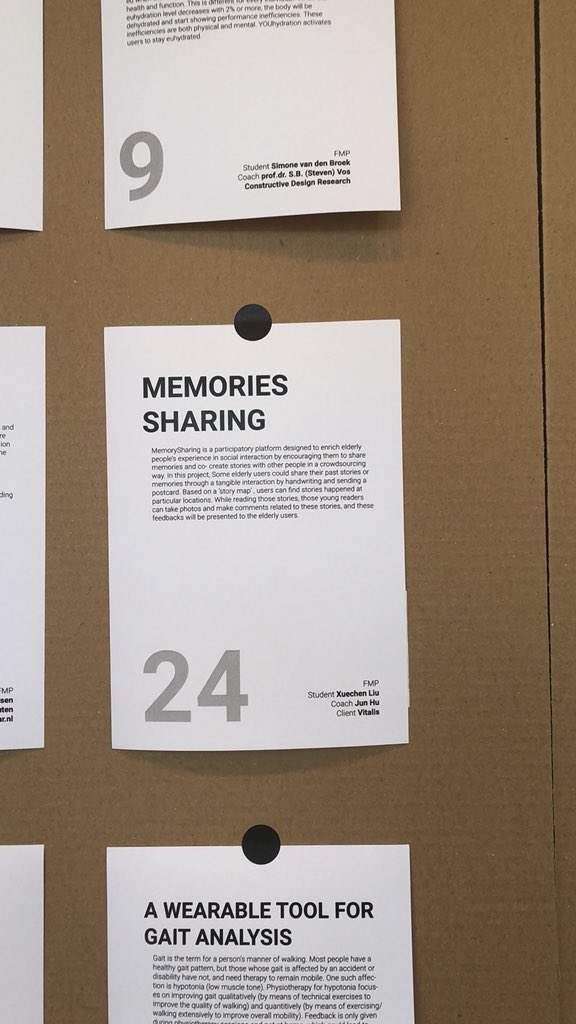 health and function. This is different for every
euhydration level decreases with 2% or more, the body will be
dehydrated and start showing performance inefficiencies. These
inefficiencies are both physical and mental. YOUhydration activates
users to stay euhydrated.
9
FMP
Student Simone van den Broek
Coach prof.dr. S.B. (Steven) Vos
Constructive Design Research
and
MEMORIES
SHARING
MemorySharing is a participatory platform designed to enrich elderly
people's experience in social interaction by encouraging them to share
memories and co- create stories with other people in a crowdsourcing
way. In this project, Some elderly users could share their past stories or
memories through a tangible interaction by handwriting and sending a
postcard. Based on a 'story map', users can find stories happened at
particular locations. While reading those stories, those young readers
can take photos and make comments related to these stories, and these
feedbacks will be presented to the elderly users.
24
FMP
Student Xuechen Liu
Coach Jun Hu
Client Vitalis
A WEARABLE TOOL FOR
GAIT ANALYSIS
Gait is the term for a person's manner of walking. Most people have a
healthy gait pattern, but those whose gait is affected by an accident or
disability have not, and need therapy to remain mobile. One such affec-
tion is hypotonia (low muscle tone). Physiotherapy for hypotonia focus-
es on improving gait qualitatively (by means of technical exercises to
improve the quality of walking) and quantitively (by means of exercising/
walking extensively to improve overall mobility). Feedback is only given
during physiotherapy sessions and not at home, which could lead to